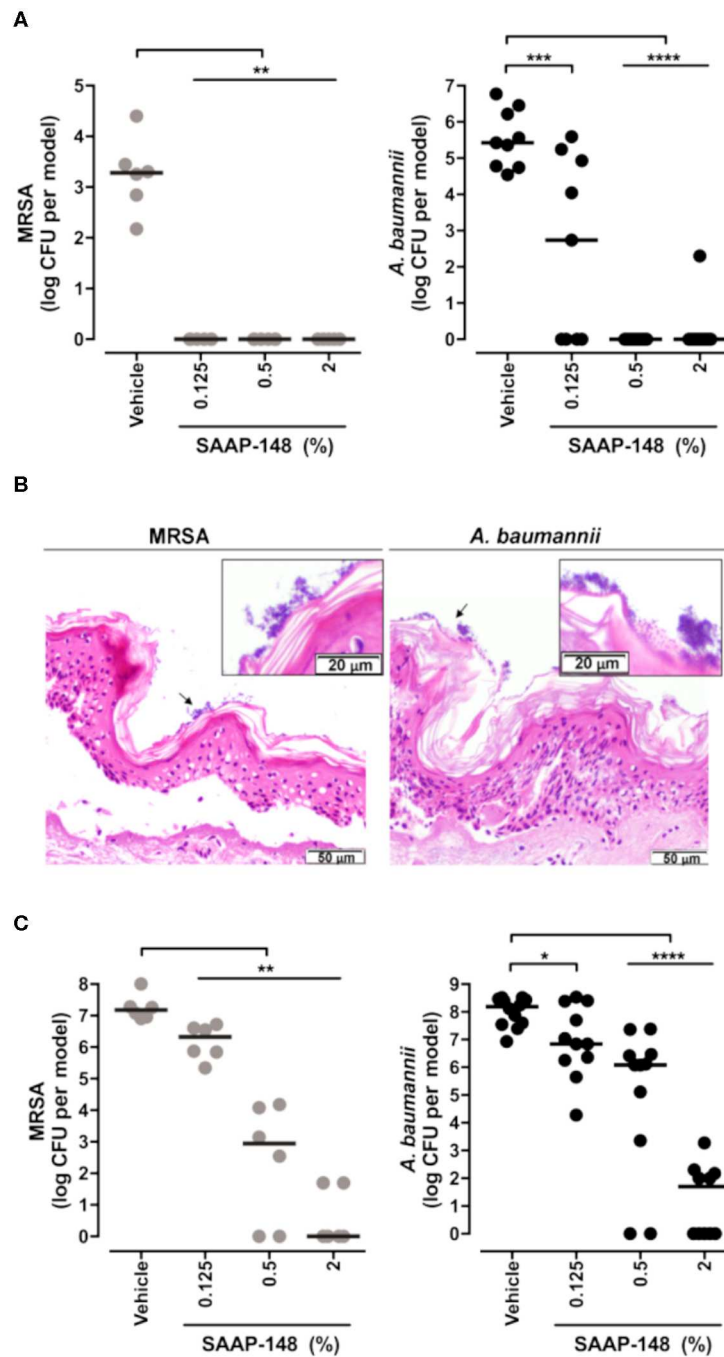 A
**
MRSA
(log CFU per model)
5
4
3
2
1
0
Vehicle
0.125
0.5
2
SAAP-148 (%)
***
****
A. baumannii
(log CFU per model)
7
6
5
4
3
2
1
0
Vehicle
0.125
0.5
2
SAAP-148 (%)
B
MRSA
20 µm
50 µm
A. baumannii
20 µm
50 µm
C
**
MRSA
(log CFU per model)
8
7
6
5
4
3
2
1
0
Vehicle
0.125
0.5
2
SAAP-148 (%)
*
****
A. baumannii
(log CFU per model)
9
8
7
6
5
4
3
2
1
0
Vehicle
0.125
0.5
2
SAAP-148 (%)